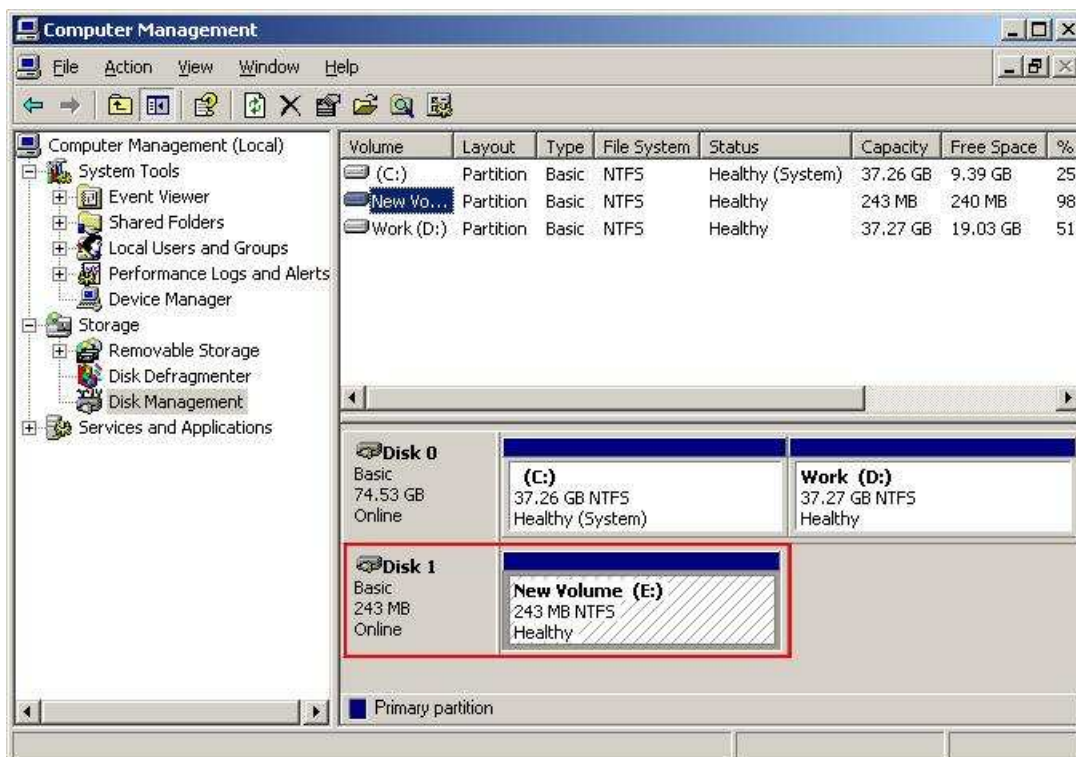 Computer Management
File Action View Window Help
Computer Management (Local)
System Tools
Event Viewer
Shared Folders
Local Users and Groups
Performance Logs and Alerts
Device Manager
Storage
Removable Storage
Disk Defragmenter
Disk Management
Services and Applications
Volume Layout Type File System Status Capacity Free Space %
(C:) Partition Basic NTFS Healthy (System) 37.26 GB 9.39 GB 25
New Vo... Partition Basic NTFS Healthy 243 MB 240 MB 98
Work (D:) Partition Basic NTFS Healthy 37.27 GB 19.03 GB 51
Disk 0
Basic
74.53 GB
Online
(C:)
37.26 GB NTFS
Healthy (System)
Work (D:)
37.27 GB NTFS
Healthy
Disk 1
Basic
243 MB
Online
New Volume (E:)
243 MB NTFS
Healthy
Primary partition